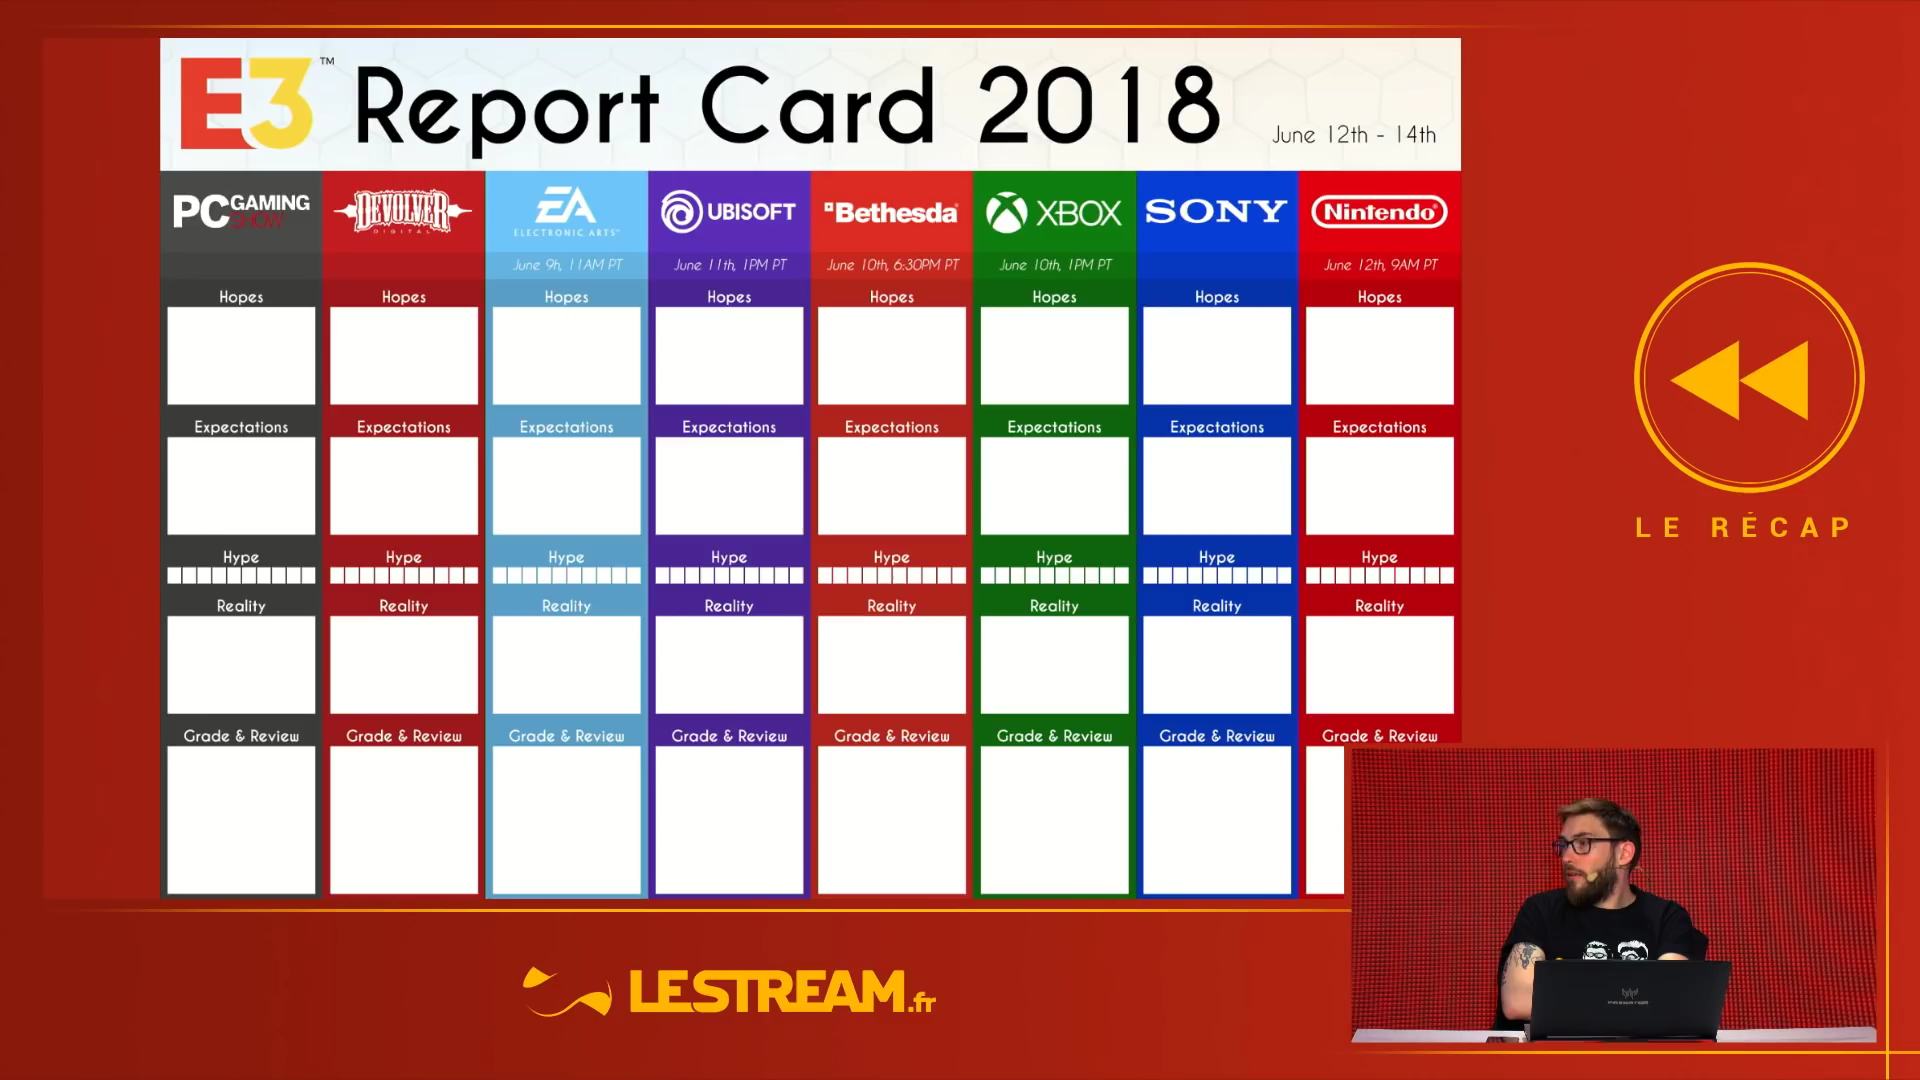 E3™ Report Card 2018 June 12th - 14th
PC GAMING SHOW
DEVOLVER DIGITAL
EA ELECTRONIC ARTS™
UBISOFT
Bethesda
XBOX
SONY
Nintendo®
June 9h, 11AM PT
June 11th, 1PM PT
June 10th, 6:30PM PT
June 10th, 1PM PT
June 12th, 9AM PT
Hopes Hopes Hopes Hopes Hopes Hopes Hopes Hopes
Expectations Expectations Expectations Expectations Expectations Expectations Expectations Expectations
Hype Hype Hype Hype Hype Hype Hype Hype
Reality Reality Reality Reality Reality Reality Reality Reality
Grade & Review Grade & Review Grade & Review Grade & Review Grade & Review Grade & Review Grade & Review Grade & Review
LE RÉCAP
LESTREAM.fr
PREDATOR